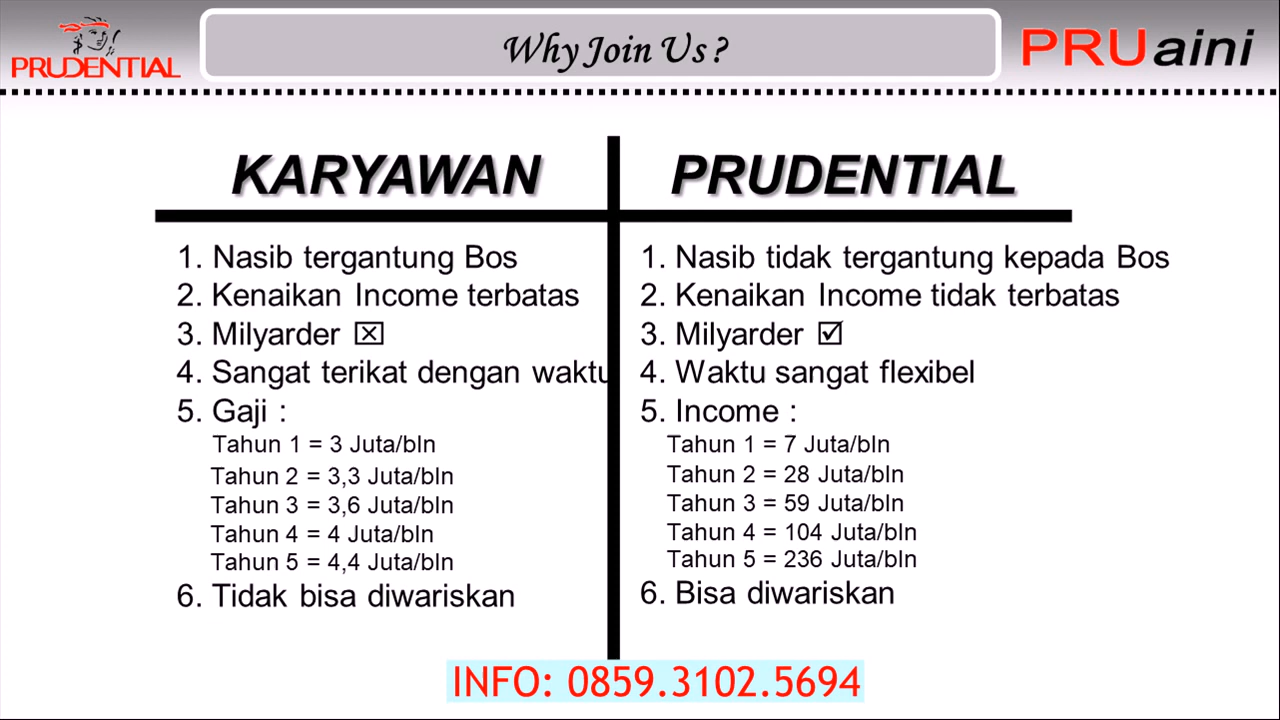 PRUDENTIAL
Why Join Us?
PRUaini
KARYAWAN
1. Nasib tergantung Bos
2. Kenaikan Income terbatas
3. Milyarder ☒
4. Sangat terikat dengan waktu
5. Gaji :
Tahun 1 = 3 Juta/bln
Tahun 2 = 3,3 Juta/bln
Tahun 3 = 3,6 Juta/bln
Tahun 4 = 4 Juta/bln
Tahun 5 = 4,4 Juta/bln
6. Tidak bisa diwariskan
PRUDENTIAL
1. Nasib tidak tergantung kepada Bos
2. Kenaikan Income tidak terbatas
3. Milyarder ☑
4. Waktu sangat flexibel
5. Income :
Tahun 1 = 7 Juta/bln
Tahun 2 = 28 Juta/bln
Tahun 3 = 59 Juta/bln
Tahun 4 = 104 Juta/bln
Tahun 5 = 236 Juta/bln
6. Bisa diwariskan
INFO: 0859.3102.5694